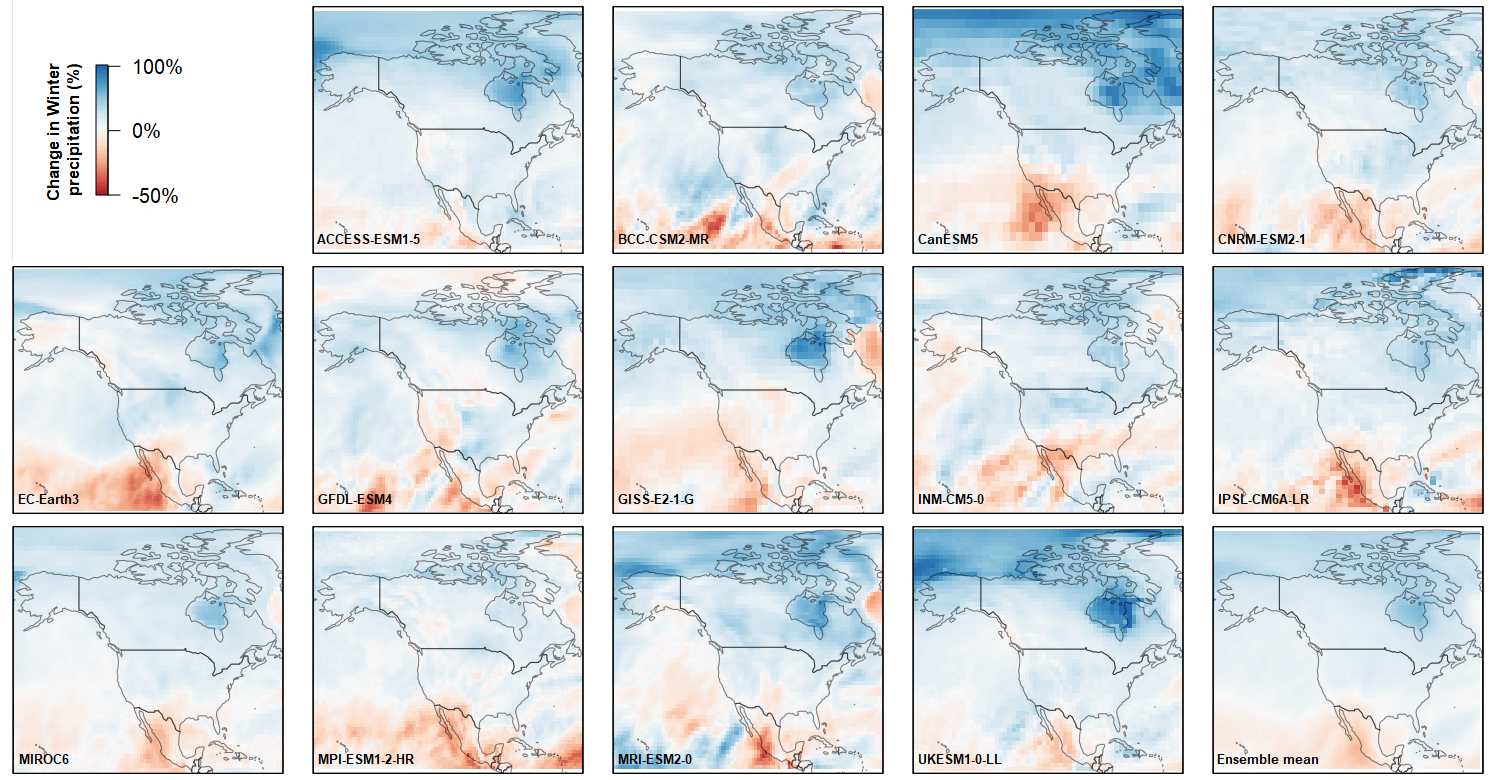 Change in Winter
precipitation (%)
100%
0%
-50%
ACCESS-ESM1-5
BCC-CSM2-MR
CanESM5
CNRM-ESM2-1
EC-Earth3
GFDL-ESM4
GISS-E2-1-G
INM-CM5-0
IPSL-CM6A-LR
MIROC6
MPI-ESM1-2-HR
MRI-ESM2-0
UKESM1-0-LL
Ensemble mean